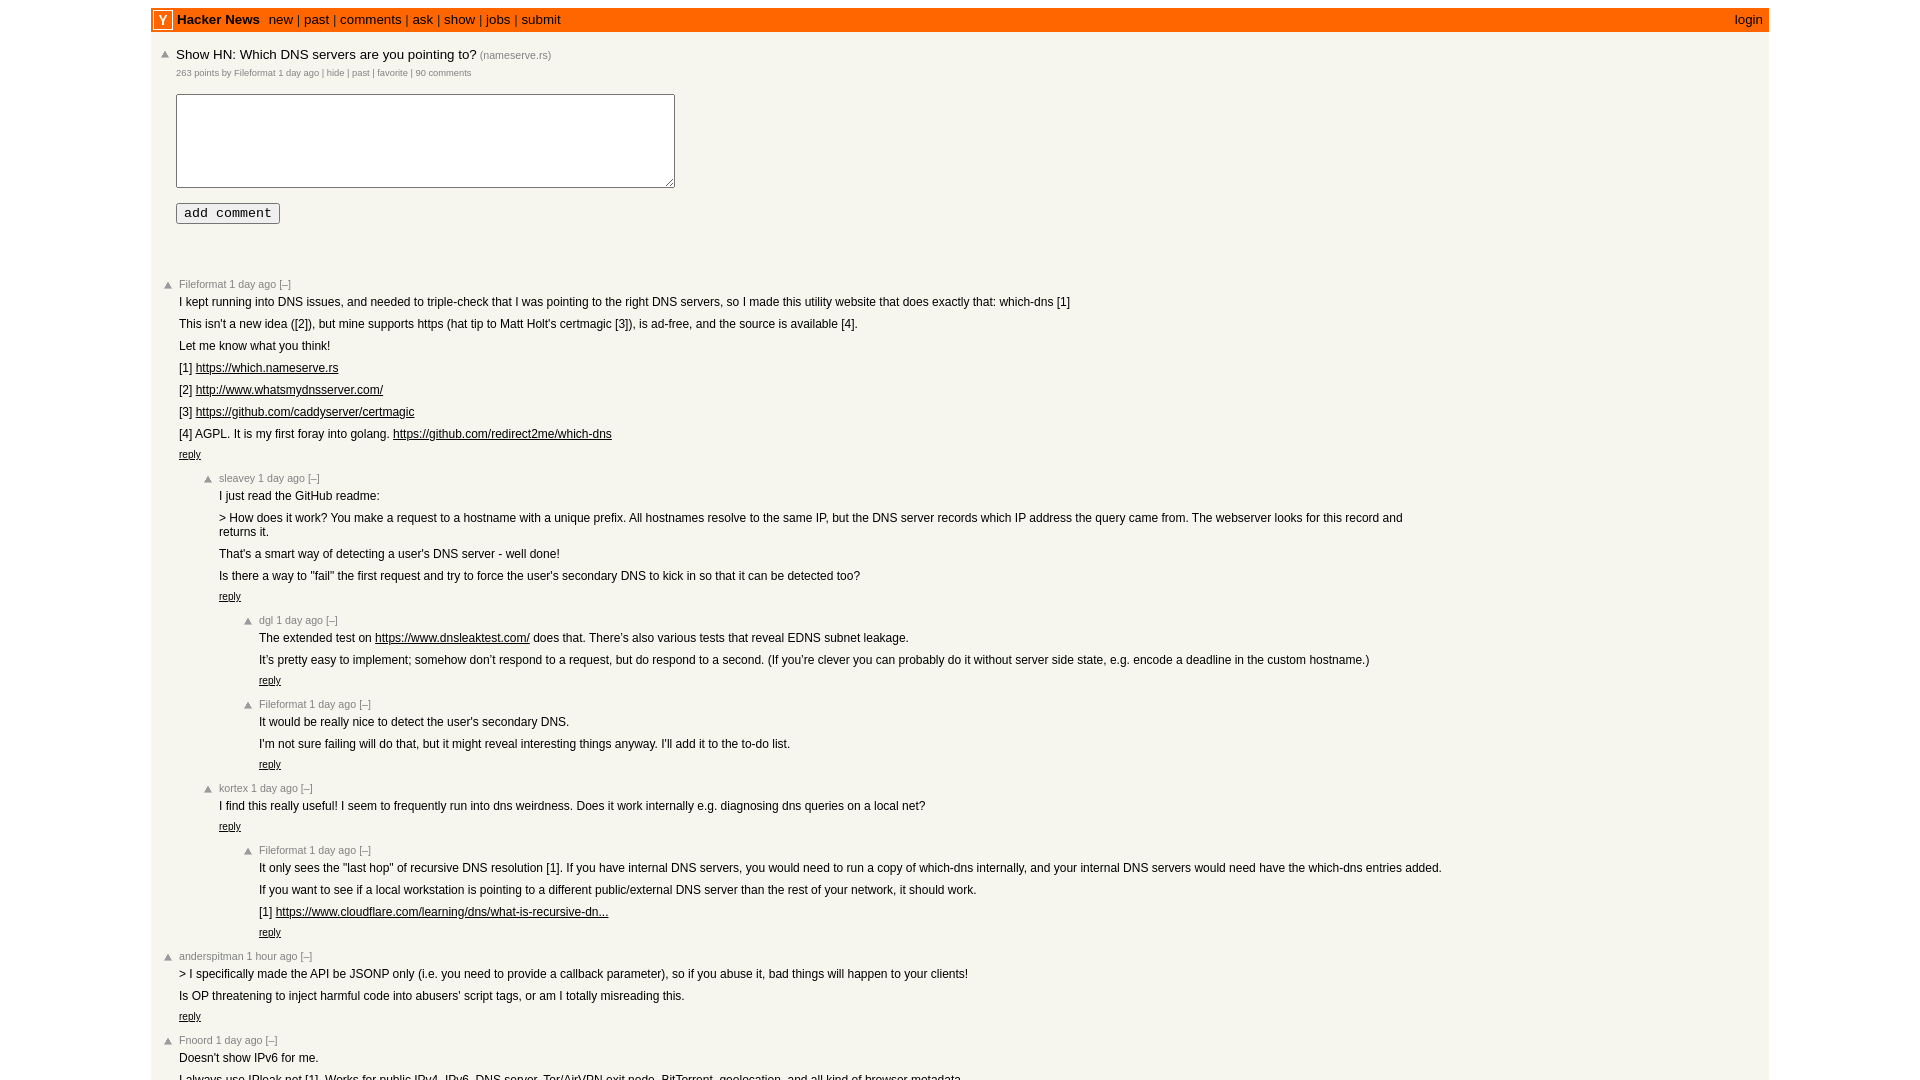 Y Hacker News new | past | comments | ask | show | jobs | submit login
Show HN: Which DNS servers are you pointing to? (nameserve.rs)
263 points by Fileformat 1 day ago | hide | past | favorite | 90 comments
add comment
Fileformat 1 day ago [–]
I kept running into DNS issues, and needed to triple-check that I was pointing to the right DNS servers, so I made this utility website that does exactly that: which-dns [1]
This isn't a new idea ([2]), but mine supports https (hat tip to Matt Holt's certmagic [3]), is ad-free, and the source is available [4].
Let me know what you think!
[1] https://which.nameserve.rs
[2] http://www.whatsmydnsserver.com/
[3] https://github.com/caddyserver/certmagic
[4] AGPL. It is my first foray into golang. https://github.com/redirect2me/which-dns
reply
sleavey 1 day ago [–]
I just read the GitHub readme:
> How does it work? You make a request to a hostname with a unique prefix. All hostnames resolve to the same IP, but the DNS server records which IP address the query came from. The webserver looks for this record and
returns it.
That's a smart way of detecting a user's DNS server - well done!
Is there a way to "fail" the first request and try to force the user's secondary DNS to kick in so that it can be detected too?
reply
dgl 1 day ago [–]
The extended test on https://www.dnsleaktest.com/ does that. There’s also various tests that reveal EDNS subnet leakage.
It’s pretty easy to implement; somehow don’t respond to a request, but do respond to a second. (If you’re clever you can probably do it without server side state, e.g. encode a deadline in the custom hostname.)
reply
Fileformat 1 day ago [–]
It would be really nice to detect the user's secondary DNS.
I'm not sure failing will do that, but it might reveal interesting things anyway. I'll add it to the to-do list.
reply
kortex 1 day ago [–]
I find this really useful! I seem to frequently run into dns weirdness. Does it work internally e.g. diagnosing dns queries on a local net?
reply
Fileformat 1 day ago [–]
It only sees the "last hop" of recursive DNS resolution [1]. If you have internal DNS servers, you would need to run a copy of which-dns internally, and your internal DNS servers would need have the which-dns entries added.
If you want to see if a local workstation is pointing to a different public/external DNS server than the rest of your network, it should work.
[1] https://www.cloudflare.com/learning/dns/what-is-recursive-dn...
reply
anderspitman 1 hour ago [–]
> I specifically made the API be JSONP only (i.e. you need to provide a callback parameter), so if you abuse it, bad things will happen to your clients!
Is OP threatening to inject harmful code into abusers' script tags, or am I totally misreading this.
reply
Fnoord 1 day ago [–]
Doesn't show IPv6 for me.
I always use IPleak.net [1]. Works for public IPv4, IPv6, DNS server, Tor/AirVPN exit node, BitTorrent, geolocation, and all kind of browser metadata.